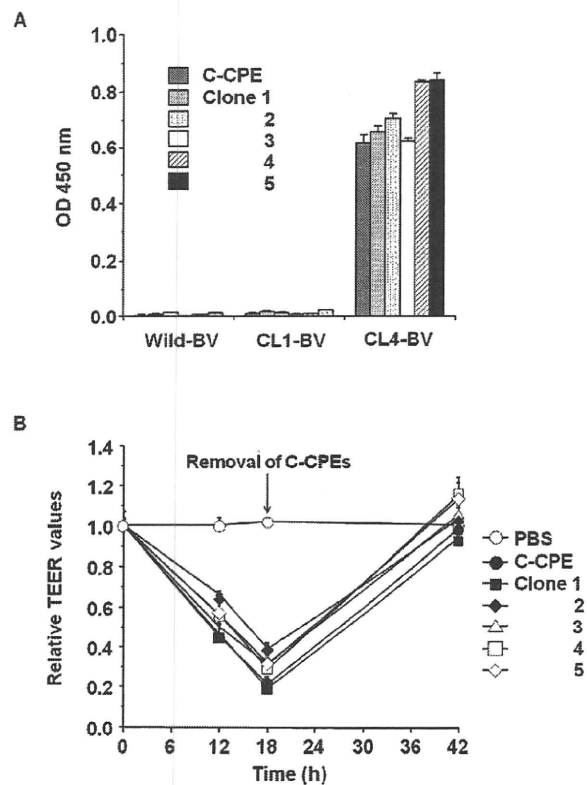 A
OD 450 nm
1.0
0.8
0.6
0.4
0.2
0.0
C-CPE
Clone 1
2
3
4
5
Wild-BV CL1-BV CL4-BV
B
Relative TEER values
1.4
1.2
1.0
0.8
0.6
0.4
0.2
0.0
Removal of C-CPEs
PBS
C-CPE
Clone 1
2
3
4
5
0 6 12 18 24 30 36 42
Time (h)